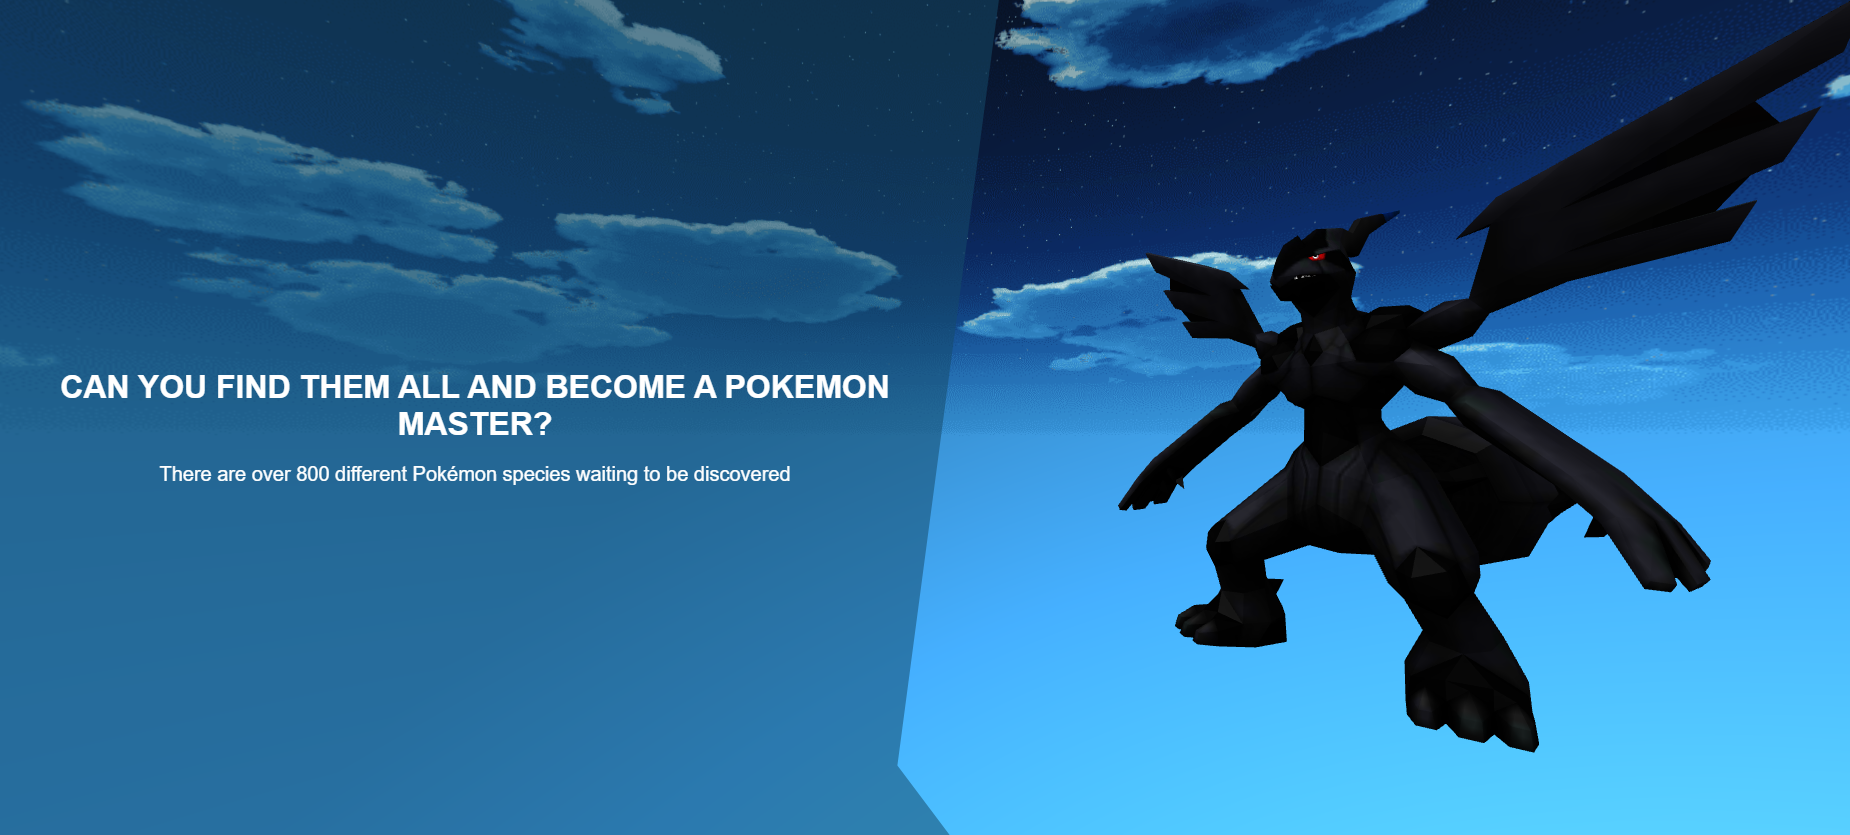 CAN YOU FIND THEM ALL AND BECOME A POKEMON
MASTER?
There are over 800 different Pokémon species waiting to be discovered